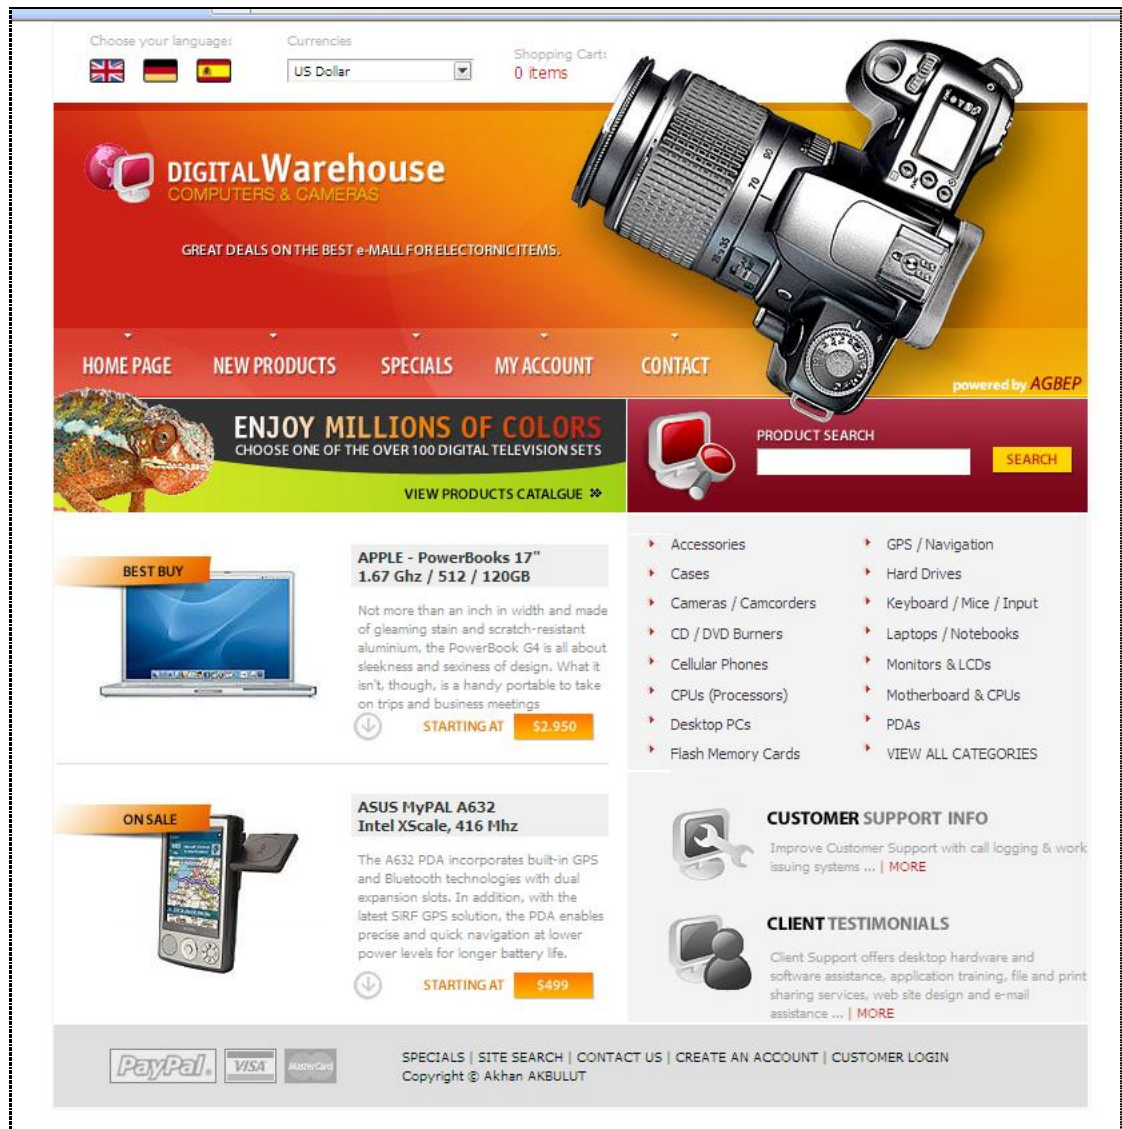 Choose your language:
Currencies
US Dollar
Shopping Cart:
0 items
DIGITALWarehouse
COMPUTERS & CAMERAS
GREAT DEALS ON THE BEST e-MALL FOR ELECTORNIC ITEMS.
HOME PAGE NEW PRODUCTS SPECIALS MY ACCOUNT CONTACT
powered by AGBEP
ENJOY MILLIONS OF COLORS
CHOOSE ONE OF THE OVER 100 DIGITAL TELEVISION SETS
VIEW PRODUCTS CATALGUE
PRODUCT SEARCH
SEARCH
BEST BUY
APPLE - PowerBooks 17"
1.67 Ghz / 512 / 120GB
Not more than an inch in width and made
of gleaming stain and scratch-resistant
aluminium, the PowerBook G4 is all about
sleekness and sexiness of design. What it
isn't, though, is a handy portable to take
on trips and business meetings
STARTING AT $2.950
ON SALE
ASUS MyPAL A632
Intel XScale, 416 Mhz
The A632 PDA incorporates built-in GPS
and Bluetooth technologies with dual
expansion slots. In addition, with the
latest SiRF GPS solution, the PDA enables
precise and quick navigation at lower
power levels for longer battery life.
STARTING AT $499
Accessories
Cases
Cameras / Camcorders
CD / DVD Burners
Cellular Phones
CPUs (Processors)
Desktop PCs
Flash Memory Cards
GPS / Navigation
Hard Drives
Keyboard / Mice / Input
Laptops / Notebooks
Monitors & LCDs
Motherboard & CPUs
PDAs
VIEW ALL CATEGORIES
CUSTOMER SUPPORT INFO
Improve Customer Support with call logging & work
issuing systems ... | MORE
CLIENT TESTIMONIALS
Client Support offers desktop hardware and
software assistance, application training, file and print
sharing services, web site design and e-mail
assistance ... | MORE
PayPal VISA MasterCard
SPECIALS | SITE SEARCH | CONTACT US | CREATE AN ACCOUNT | CUSTOMER LOGIN
Copyright © Akhan AKBULUT